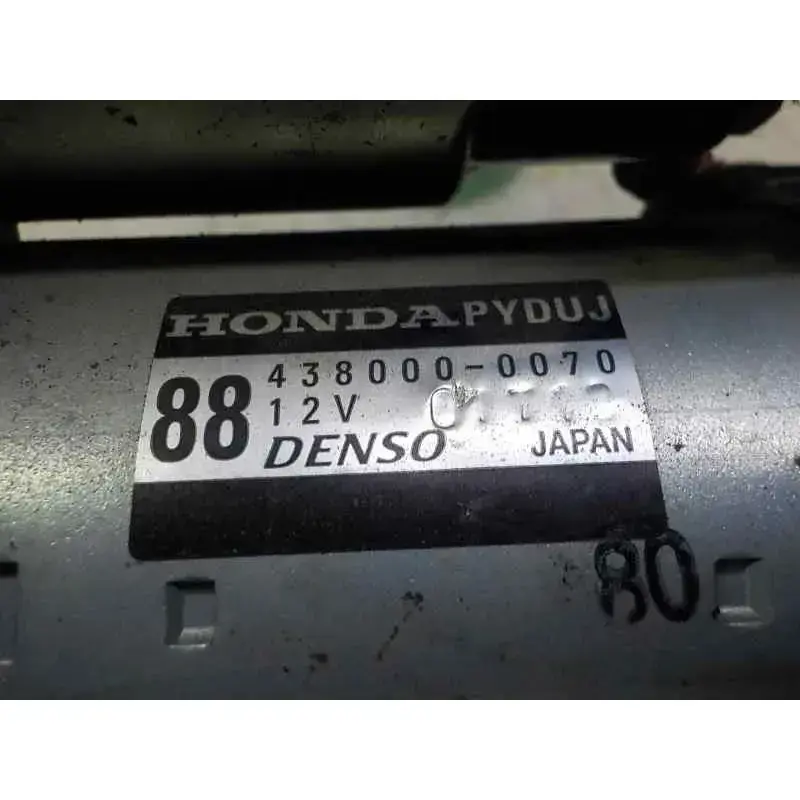 HONDA PYDUJ
88
438000-0070
12V
DENSO JAPAN
80